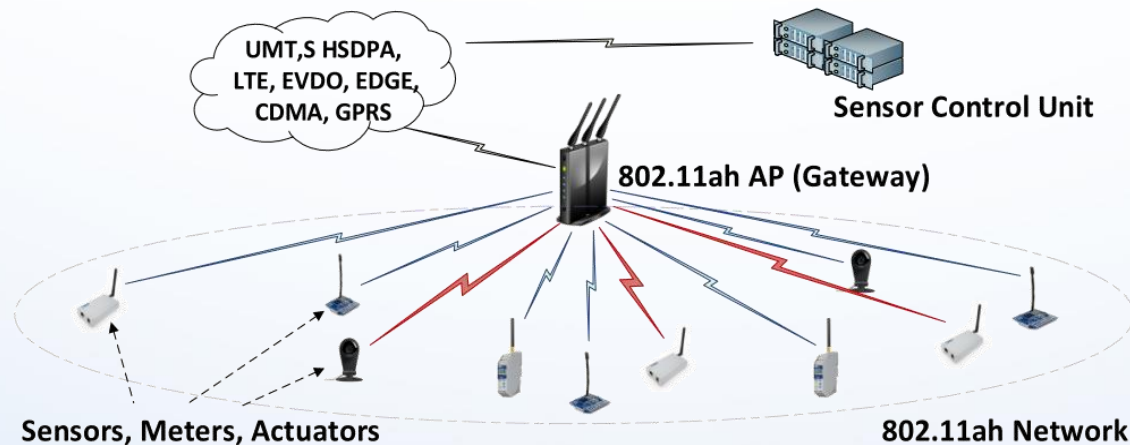 UMT,S HSDPA,
LTE, EVDO, EDGE,
CDMA, GPRS
Sensor Control Unit
802.11ah AP (Gateway)
Sensors, Meters, Actuators
802.11ah Network